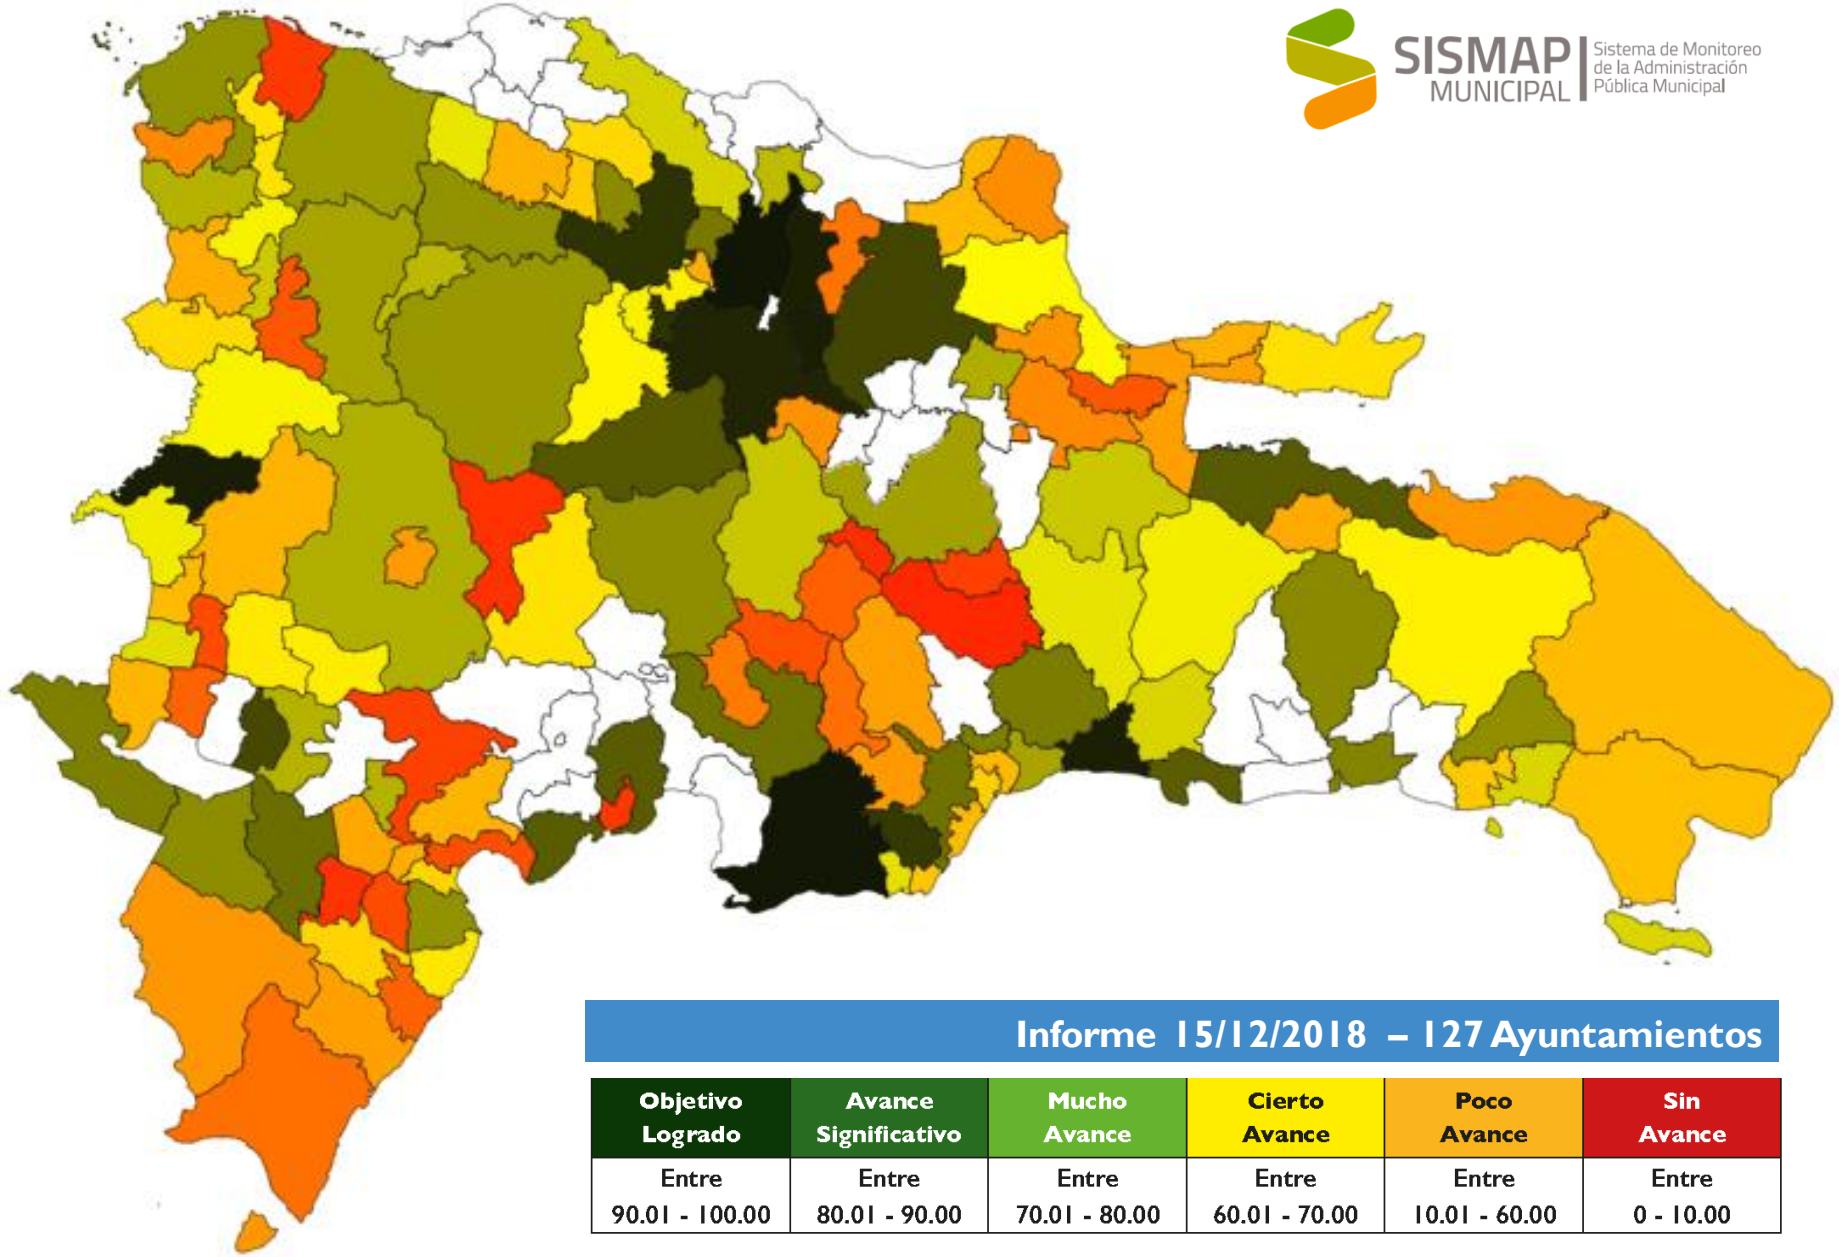 SISMAP
MUNICIPAL
Sistema de Monitoreo
de la Administración
Pública Municipal
Informe 15/12/2018 – 127 Ayuntamientos
Objetivo Logrado
Avance Significativo
Mucho Avance
Cierto Avance
Poco Avance
Sin Avance
Entre 90.01 - 100.00
Entre 80.01 - 90.00
Entre 70.01 - 80.00
Entre 60.01 - 70.00
Entre 10.01 - 60.00
Entre 0 - 10.00